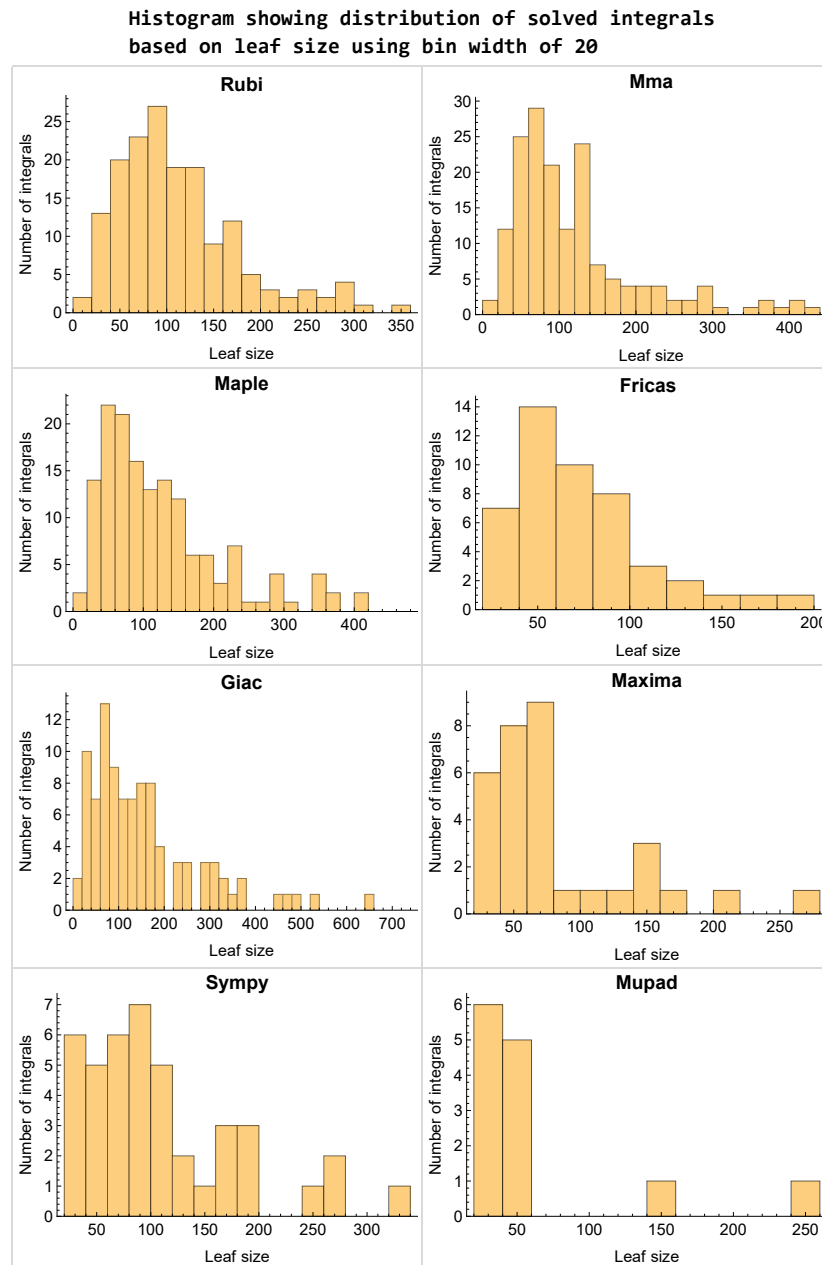 Histogram showing distribution of solved integrals
based on leaf size using bin width of 20
Rubi
Number of integrals
25
20
15
10
5
0
0 50 100 150 200 250 300 350
Leaf size
Mma
Number of integrals
30
25
20
15
10
5
0
0 100 200 300 400
Leaf size
Maple
Number of integrals
20
15
10
5
0
0 100 200 300 400
Leaf size
Fricas
Number of integrals
14
12
10
8
6
4
2
0
50 100 150 200
Leaf size
Giac
Number of integrals
12
10
8
6
4
2
0
0 100 200 300 400 500 600 700
Leaf size
Maxima
Number of integrals
8
6
4
2
0
50 100 150 200 250
Leaf size
Sympy
Number of integrals
7
6
5
4
3
2
1
0
50 100 150 200 250 300
Leaf size
Mupad
Number of integrals
6
5
4
3
2
1
0
50 100 150 200 250
Leaf size